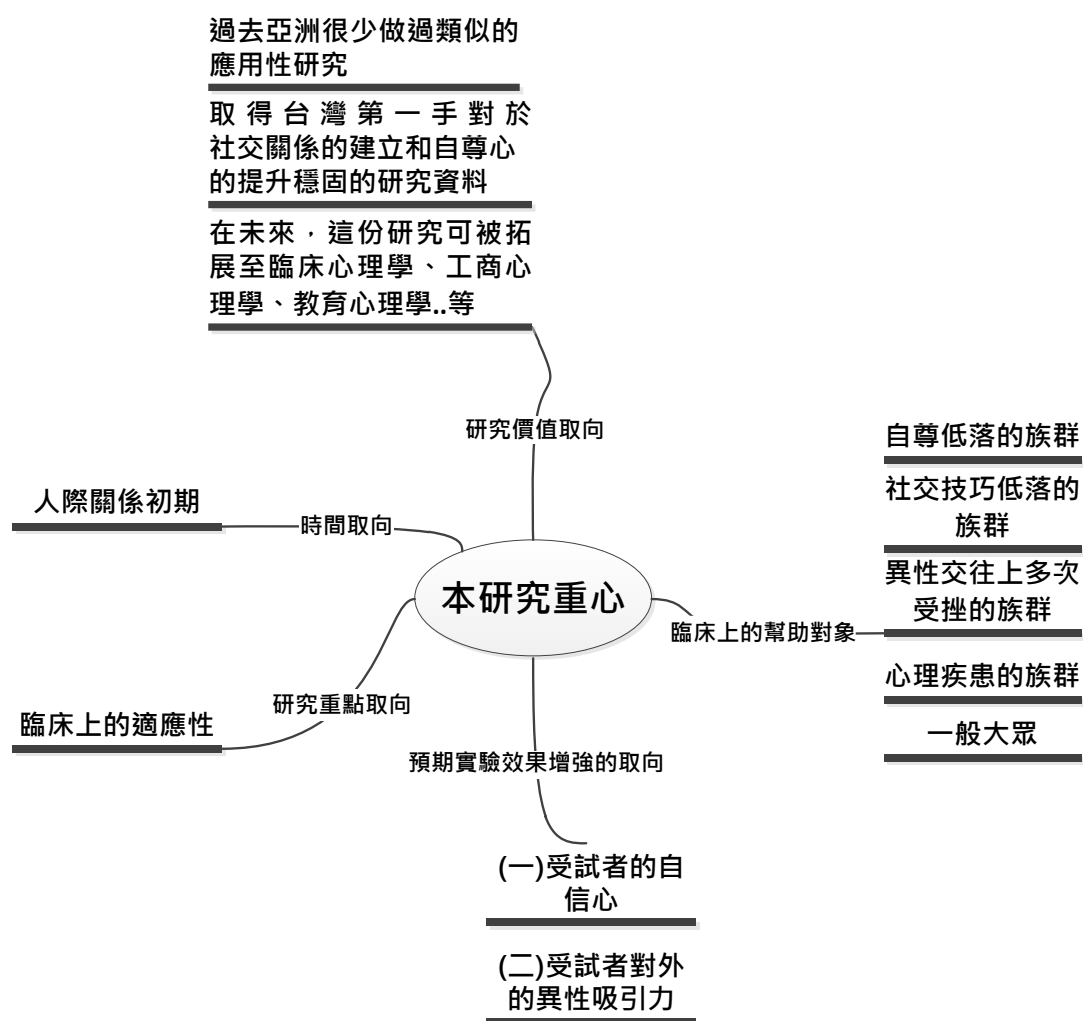 過去亞洲很少做過類似的
應用性研究
取得台灣第一手對於
社交關係的建立和自尊心
的提升穩固的研究資料
在未來，這份研究可被拓
展至臨床心理學、工商心
理學、教育心理學..等
研究價值取向
自尊低落的族群
社交技巧低落的
族群
異性交往上多次
受挫的族群
心理疾患的族群
一般大眾
臨床上的幫助對象
人際關係初期
時間取向
本研究重心
研究重點取向
臨床上的適應性
預期實驗效果增強的取向
(一)受試者的自
信心
(二)受試者對外
的異性吸引力